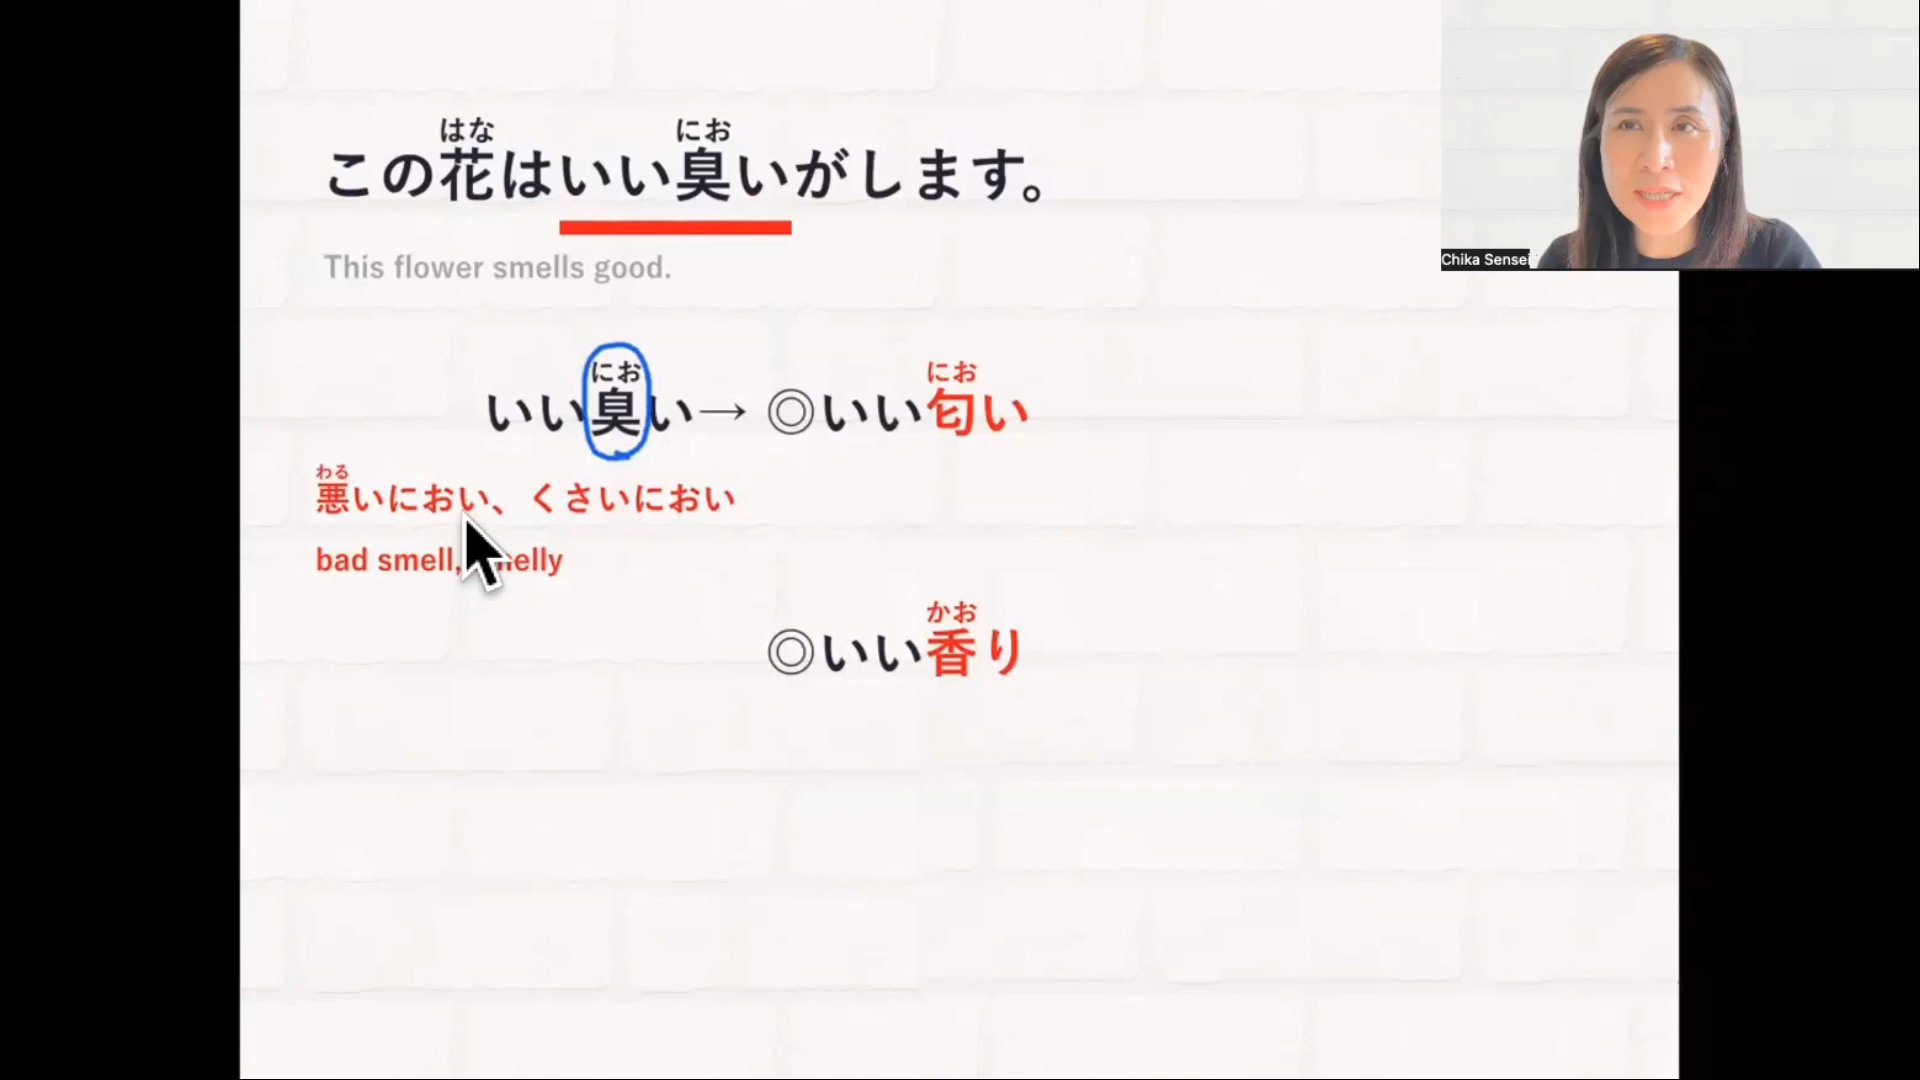 はな にお
この花はいい臭いがします。
This flower smells good.
にお にお
いい臭い→ ◎いい匂い
わる
悪いにおい、くさいにおい
bad smell,
かお
◎いい香り
Chika Sensei